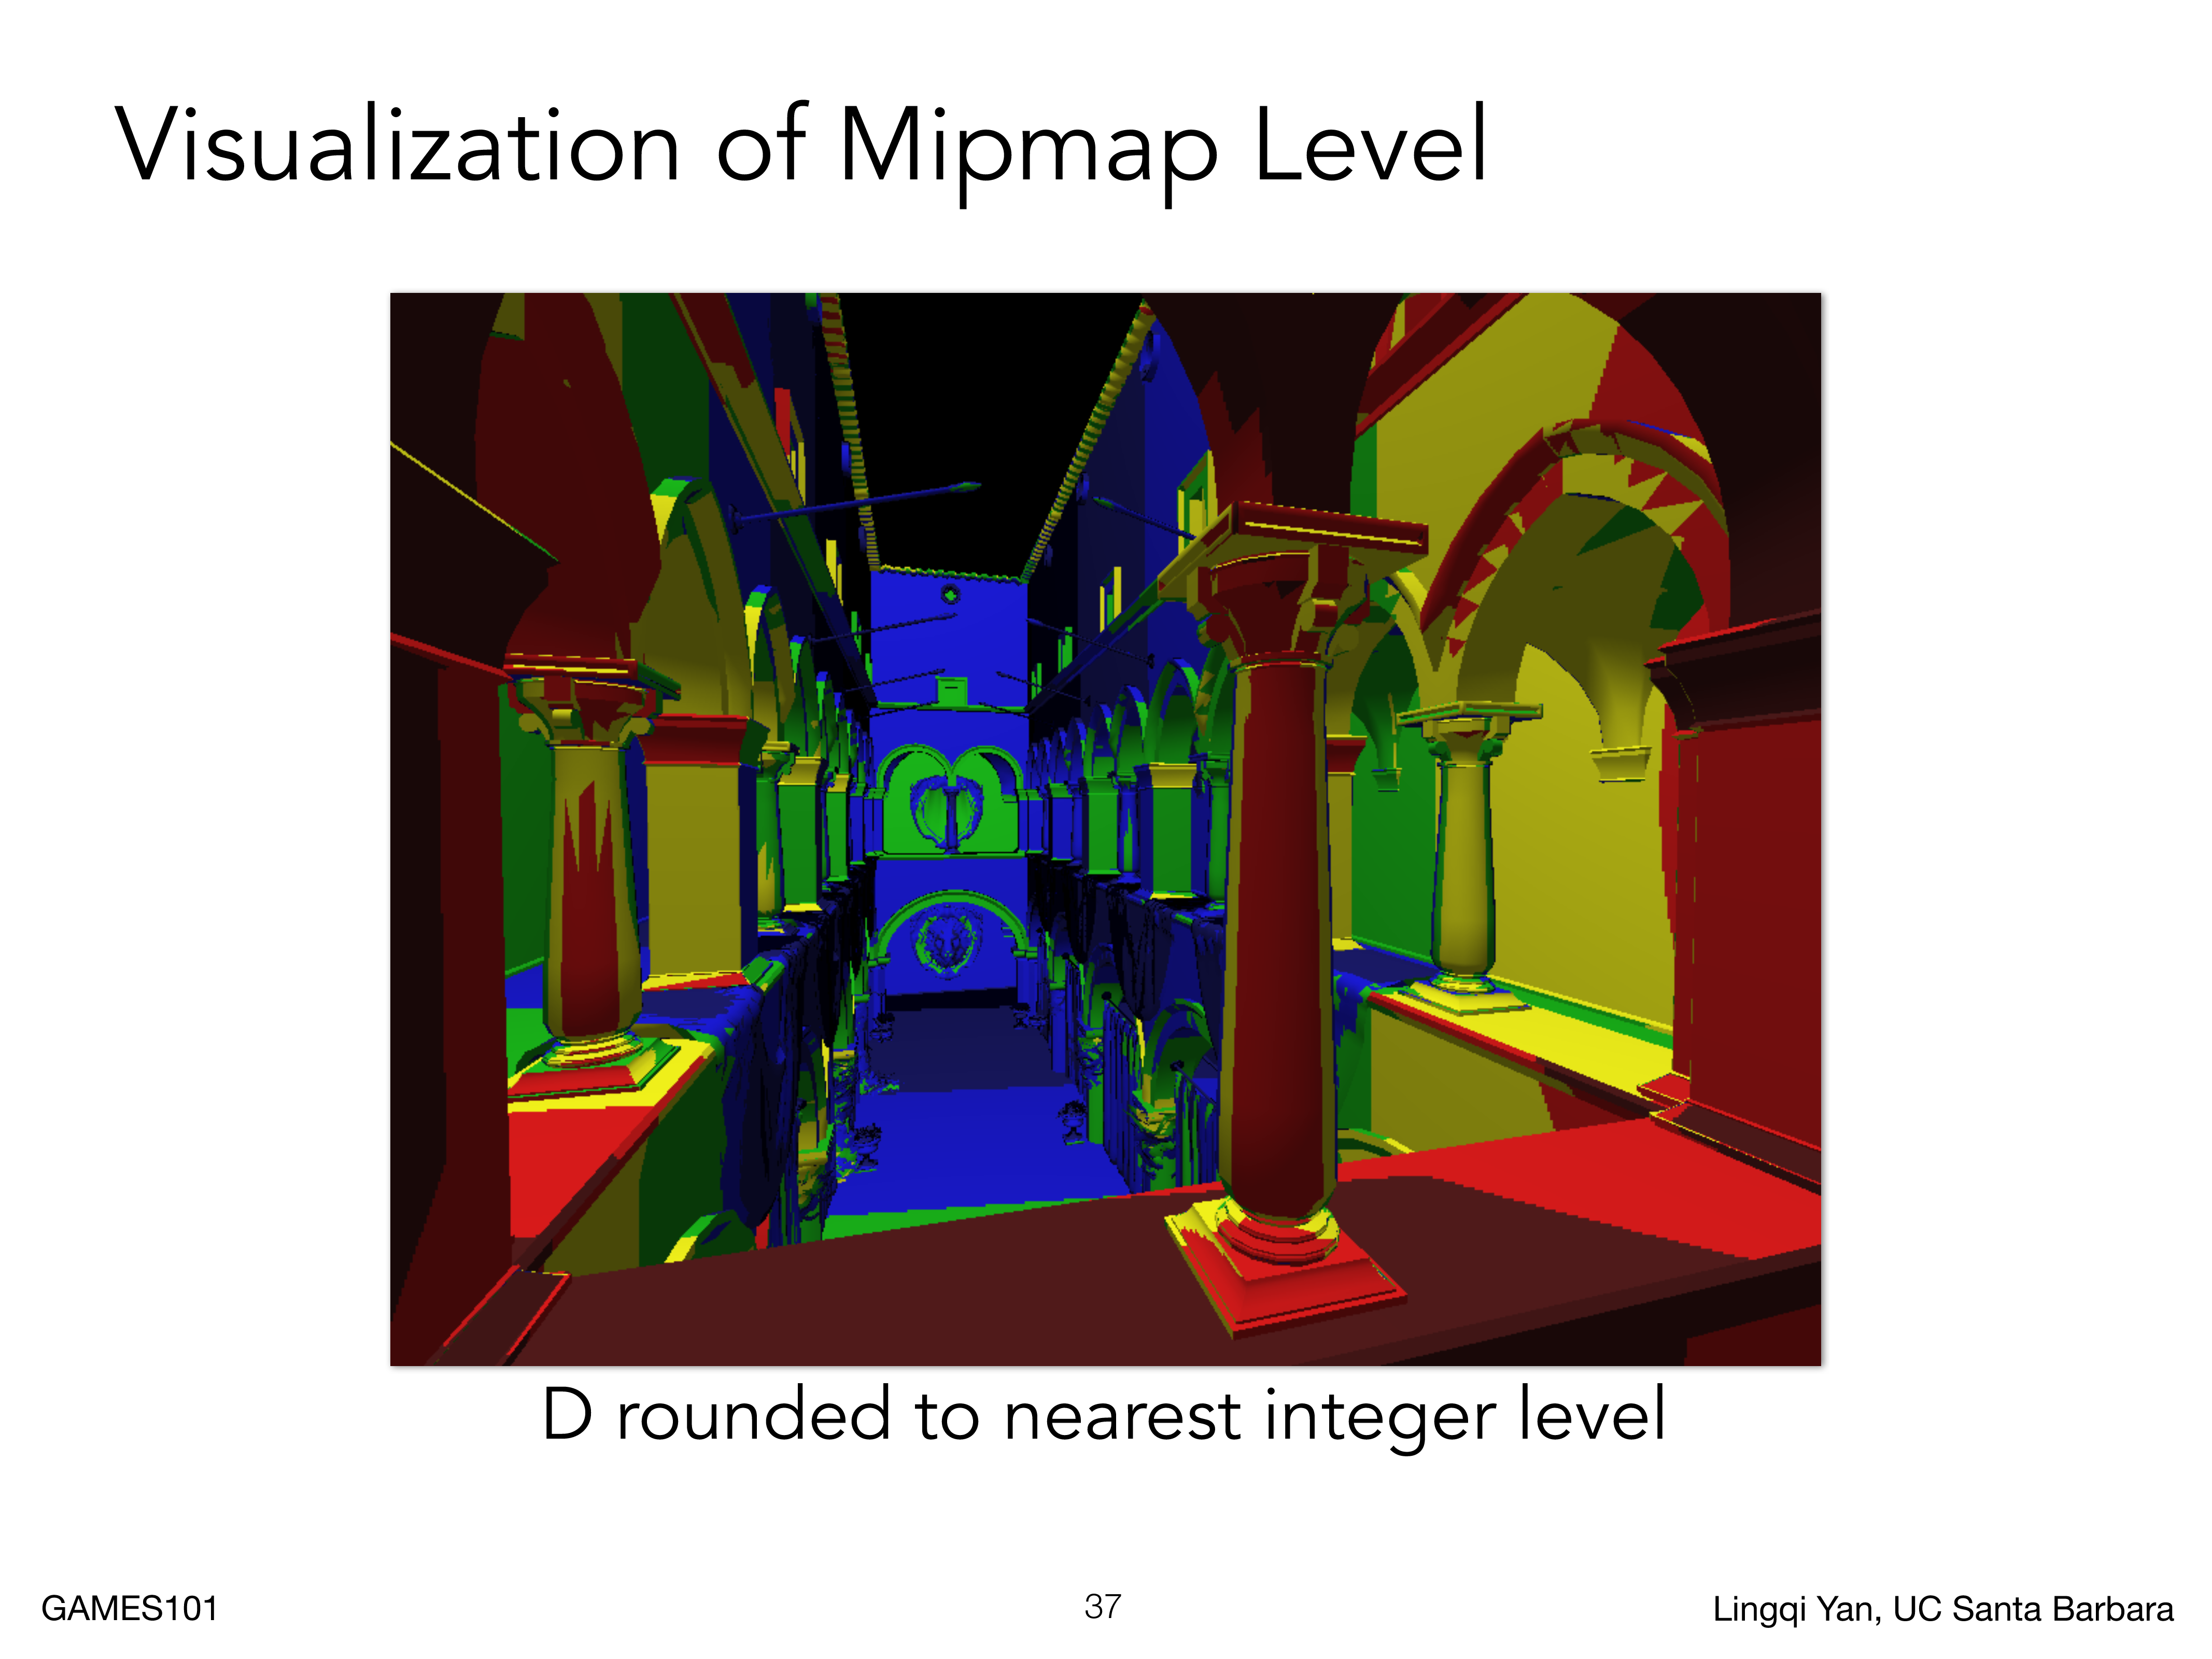 Visualization of Mipmap Level
D rounded to nearest integer level
GAMES101
37
Lingqi Yan, UC Santa Barbara